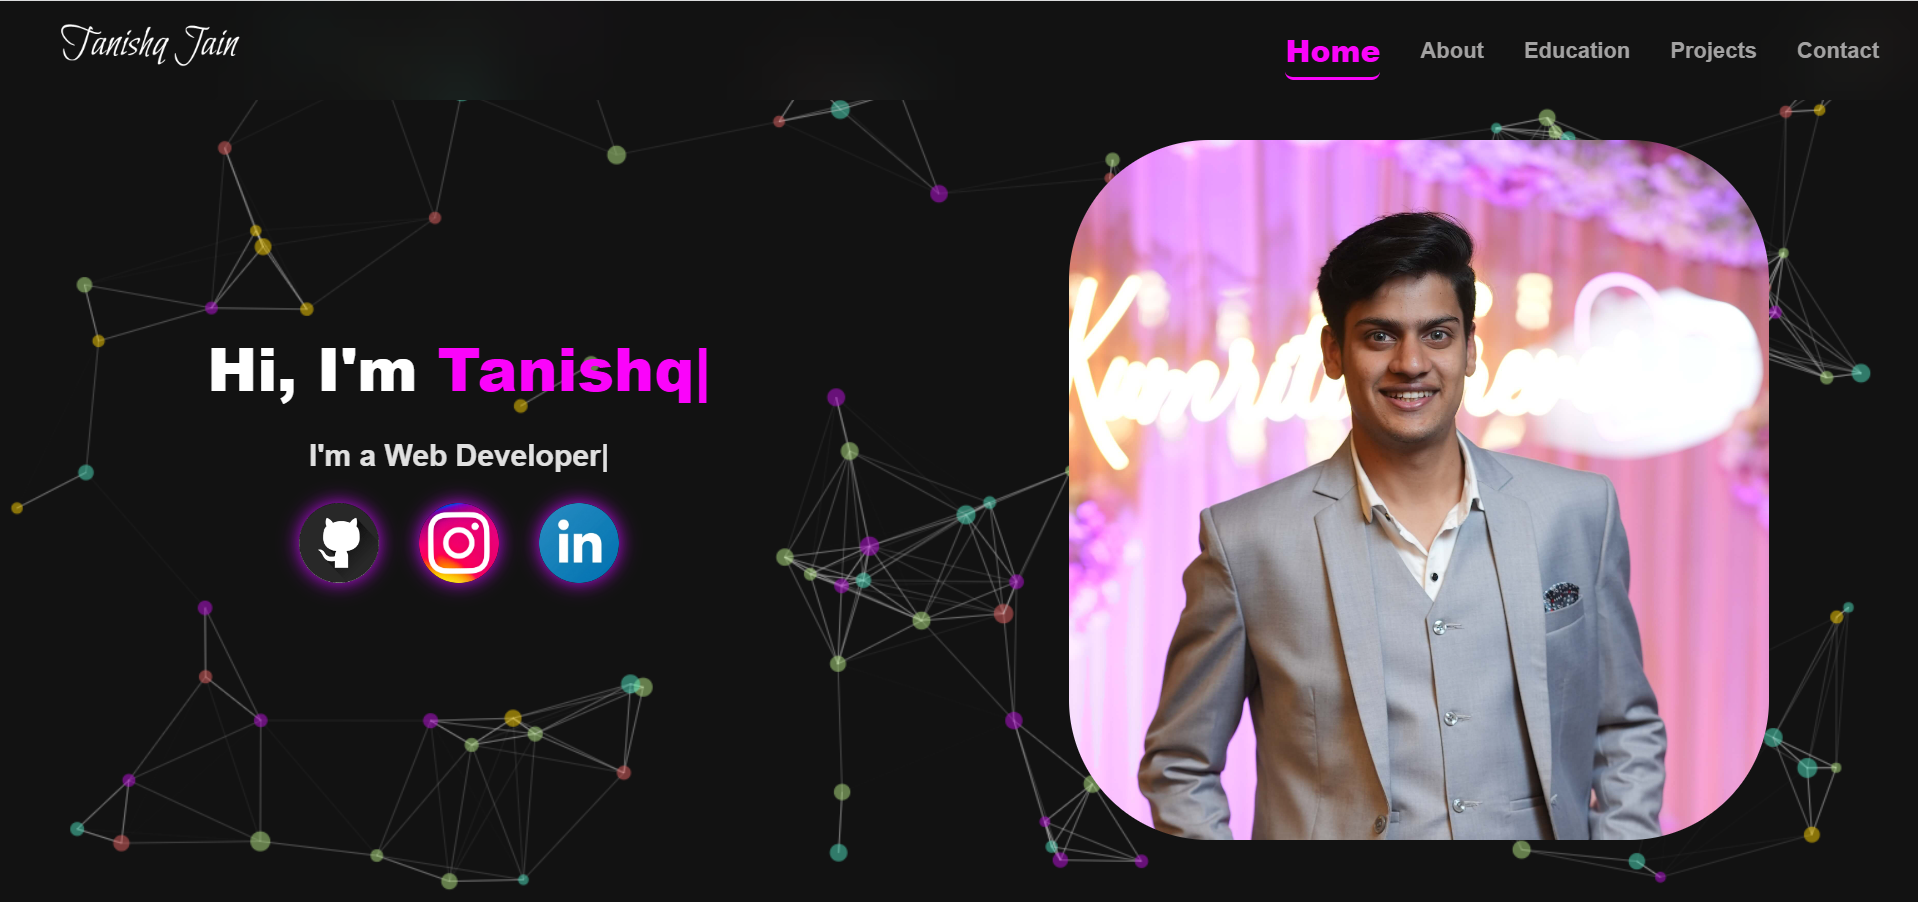 Tanishq Jain
Home About Education Projects Contact
Hi, I'm Tanishq|
I'm a Web Developer|
in